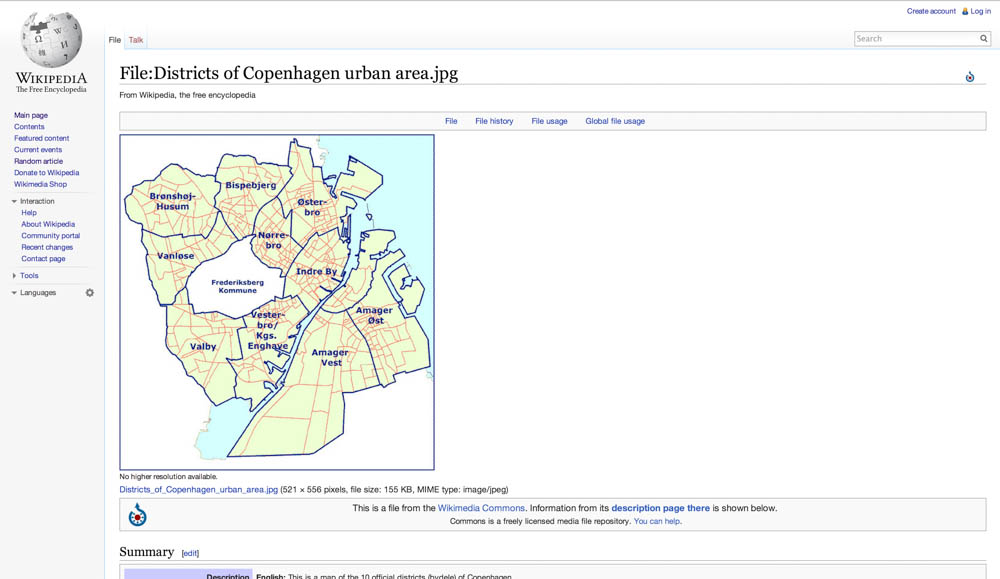 Create account Log in
WIKIPEDIA
The Free Encyclopedia
Main page
Contents
Featured content
Current events
Random article
Donate to Wikipedia
Wikimedia Shop
Interaction
Help
About Wikipedia
Community portal
Recent changes
Contact page
Tools
Languages
File Talk
Search
File:Districts of Copenhagen urban area.jpg
From Wikipedia, the free encyclopedia
File File history File usage Global file usage
Brønshøj-
Husum
Bispebjerg
Øster-
bro
Nørre-
bro
Vanløse
Indre By
Frederiksberg
Kommune
Vester-
bro/
Kgs.
Enghave
Amager
Øst
Valby
Amager
Vest
No higher resolution available.
Districts_of_Copenhagen_urban_area.jpg (521 × 556 pixels, file size: 155 KB, MIME type: image/jpeg)
This is a file from the Wikimedia Commons. Information from its description page there is shown below.
Commons is a freely licensed media file repository. You can help.
Summary [edit]
Description English: This is a map of the 10 official districts (bydele) of Copenhagen